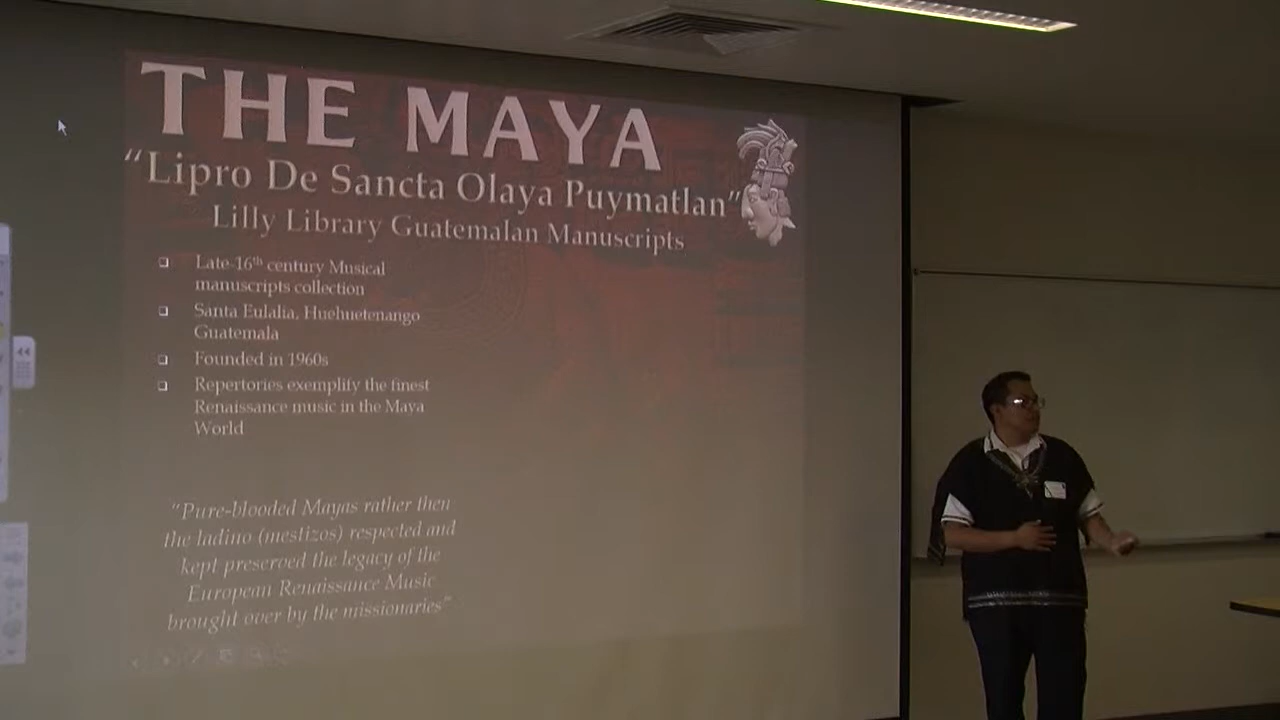 THE MAYA
“Lipro De Sancta Olaya Puymatlan”
Lilly Library Guatemalan Manuscripts
Late-16th century Musical
manuscripts collection
Santa Eulalia, Huehuetenango
Guatemala
Founded in 1960s
Repertories exemplify the finest
Renaissance music in the Maya
World
“Pure-blooded Mayas rather then
the ladino (mestizos) respected and
kept preserved the legacy of the
European Renaissance Music
brought over by the missionaries”